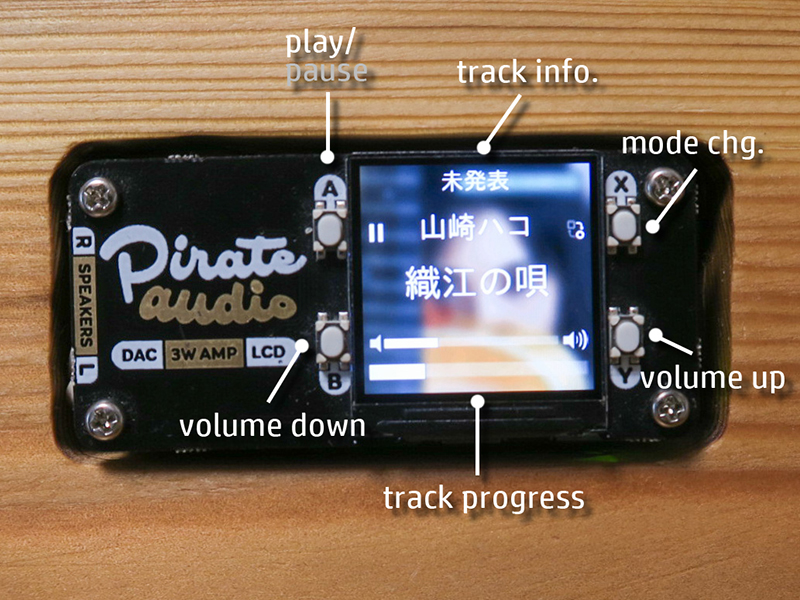 play/
pause
track info.
mode chg.
A
X
未発表
山崎ハコ
織江の唄
Pirate
audio
R
SPEAKERS
L
DAC
3W AMP
LCD
B
Y
volume up
volume down
track progress